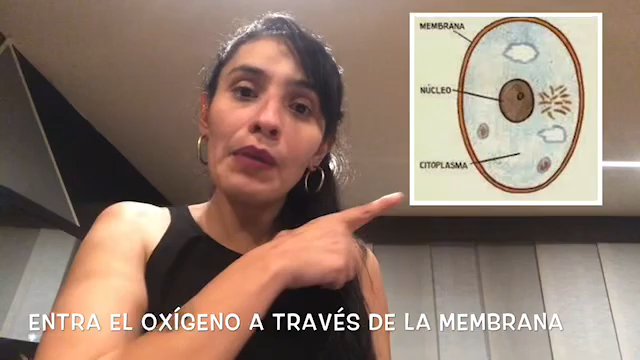 MEMBRANA
NÚCLEO
CITOPLASMA
ENTRA EL OXÍGENO A TRAVÉS DE LA MEMBRANA